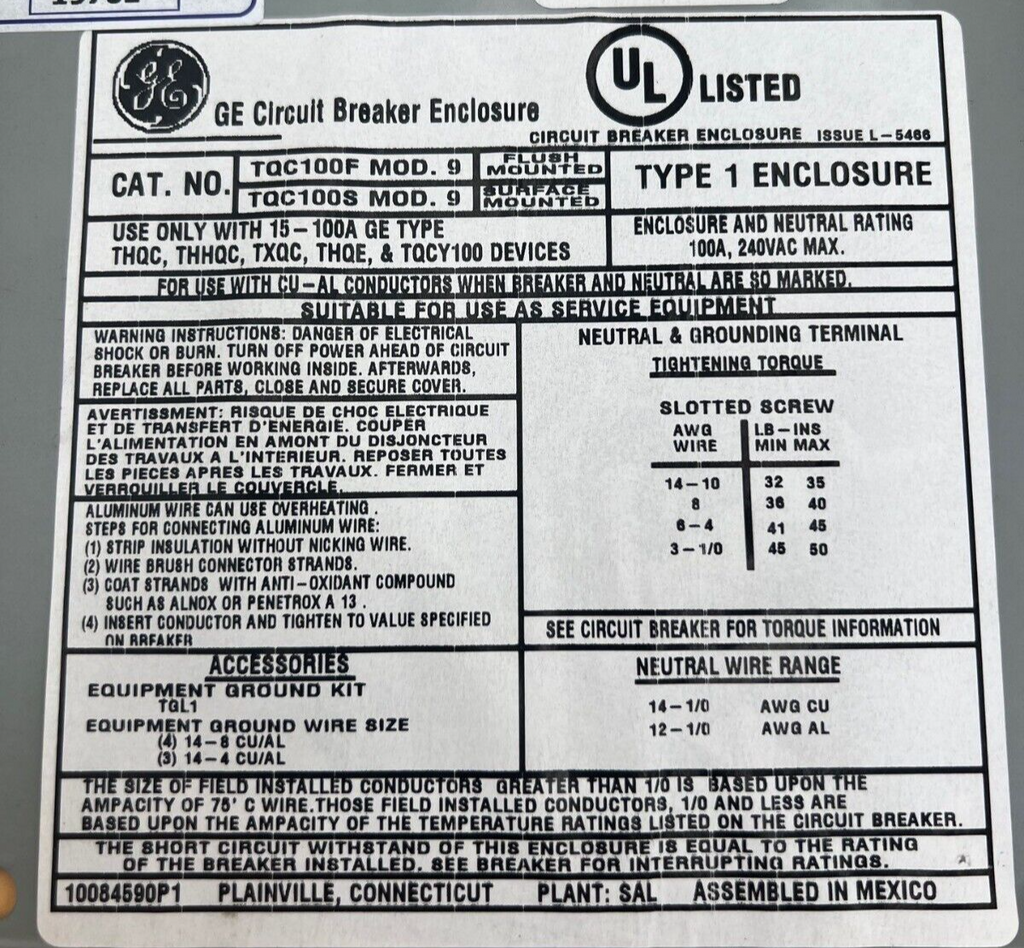 GE
GE Circuit Breaker Enclosure
UL LISTED
CIRCUIT BREAKER ENCLOSURE ISSUE L-5466
CAT. NO.
TQC100F MOD. 9 FLUSH MOUNTED
TQC100S MOD. 9 SURFACE MOUNTED
TYPE 1 ENCLOSURE
USE ONLY WITH 15-100A GE TYPE
THQC, THHQC, TXQC, THQE, & TQCY100 DEVICES
ENCLOSURE AND NEUTRAL RATING
100A, 240VAC MAX.
FOR USE WITH CU-AL CONDUCTORS WHEN BREAKER AND NEUTRAL ARE SO MARKED.
SUITABLE FOR USE AS SERVICE EQUIPMENT
WARNING INSTRUCTIONS: DANGER OF ELECTRICAL
SHOCK OR BURN. TURN OFF POWER AHEAD OF CIRCUIT
BREAKER BEFORE WORKING INSIDE. AFTERWARDS,
REPLACE ALL PARTS, CLOSE AND SECURE COVER.
AVERTISSMENT: RISQUE DE CHOC ELECTRIQUE
ET DE TRANSFERT D'ENERGIE. COUPER
L'ALIMENTATION EN AMONT DU DISJONCTEUR
DES TRAVAUX A L'INTERIEUR. REPOSER TOUTES
LES PIECES APRES LES TRAVAUX. FERMER ET
VERROUILLER LE COUVERCLE.
ALUMINUM WIRE CAN USE OVERHEATING .
STEPS FOR CONNECTING ALUMINUM WIRE:
(1) STRIP INSULATION WITHOUT NICKING WIRE.
(2) WIRE BRUSH CONNECTOR STRANDS.
(3) COAT STRANDS WITH ANTI-OXIDANT COMPOUND
SUCH AS ALNOX OR PENETROX A 13 .
(4) INSERT CONDUCTOR AND TIGHTEN TO VALUE SPECIFIED
ON BREAKER
NEUTRAL & GROUNDING TERMINAL
TIGHTENING TORQUE
SLOTTED SCREW
AWG LB-INS
WIRE MIN MAX
14-10 32 35
8 36 40
6-4 41 45
3-1/0 45 50
SEE CIRCUIT BREAKER FOR TORQUE INFORMATION
ACCESSORIES
EQUIPMENT GROUND KIT
TGL1
EQUIPMENT GROUND WIRE SIZE
(4) 14-8 CU/AL
(3) 14-4 CU/AL
NEUTRAL WIRE RANGE
14-1/0 AWG CU
12-1/0 AWG AL
THE SIZE OF FIELD INSTALLED CONDUCTORS GREATER THAN 1/0 IS BASED UPON THE
AMPACITY OF 75' C WIRE.THOSE FIELD INSTALLED CONDUCTORS, 1/0 AND LESS ARE
BASED UPON THE AMPACITY OF THE TEMPERATURE RATINGS LISTED ON THE CIRCUIT BREAKER.
THE SHORT CIRCUIT WITHSTAND OF THIS ENCLOSURE IS EQUAL TO THE RATING
OF THE BREAKER INSTALLED. SEE BREAKER FOR INTERRUPTING RATINGS.
10084590P1 PLAINVILLE, CONNECTICUT PLANT: SAL ASSEMBLED IN MEXICO